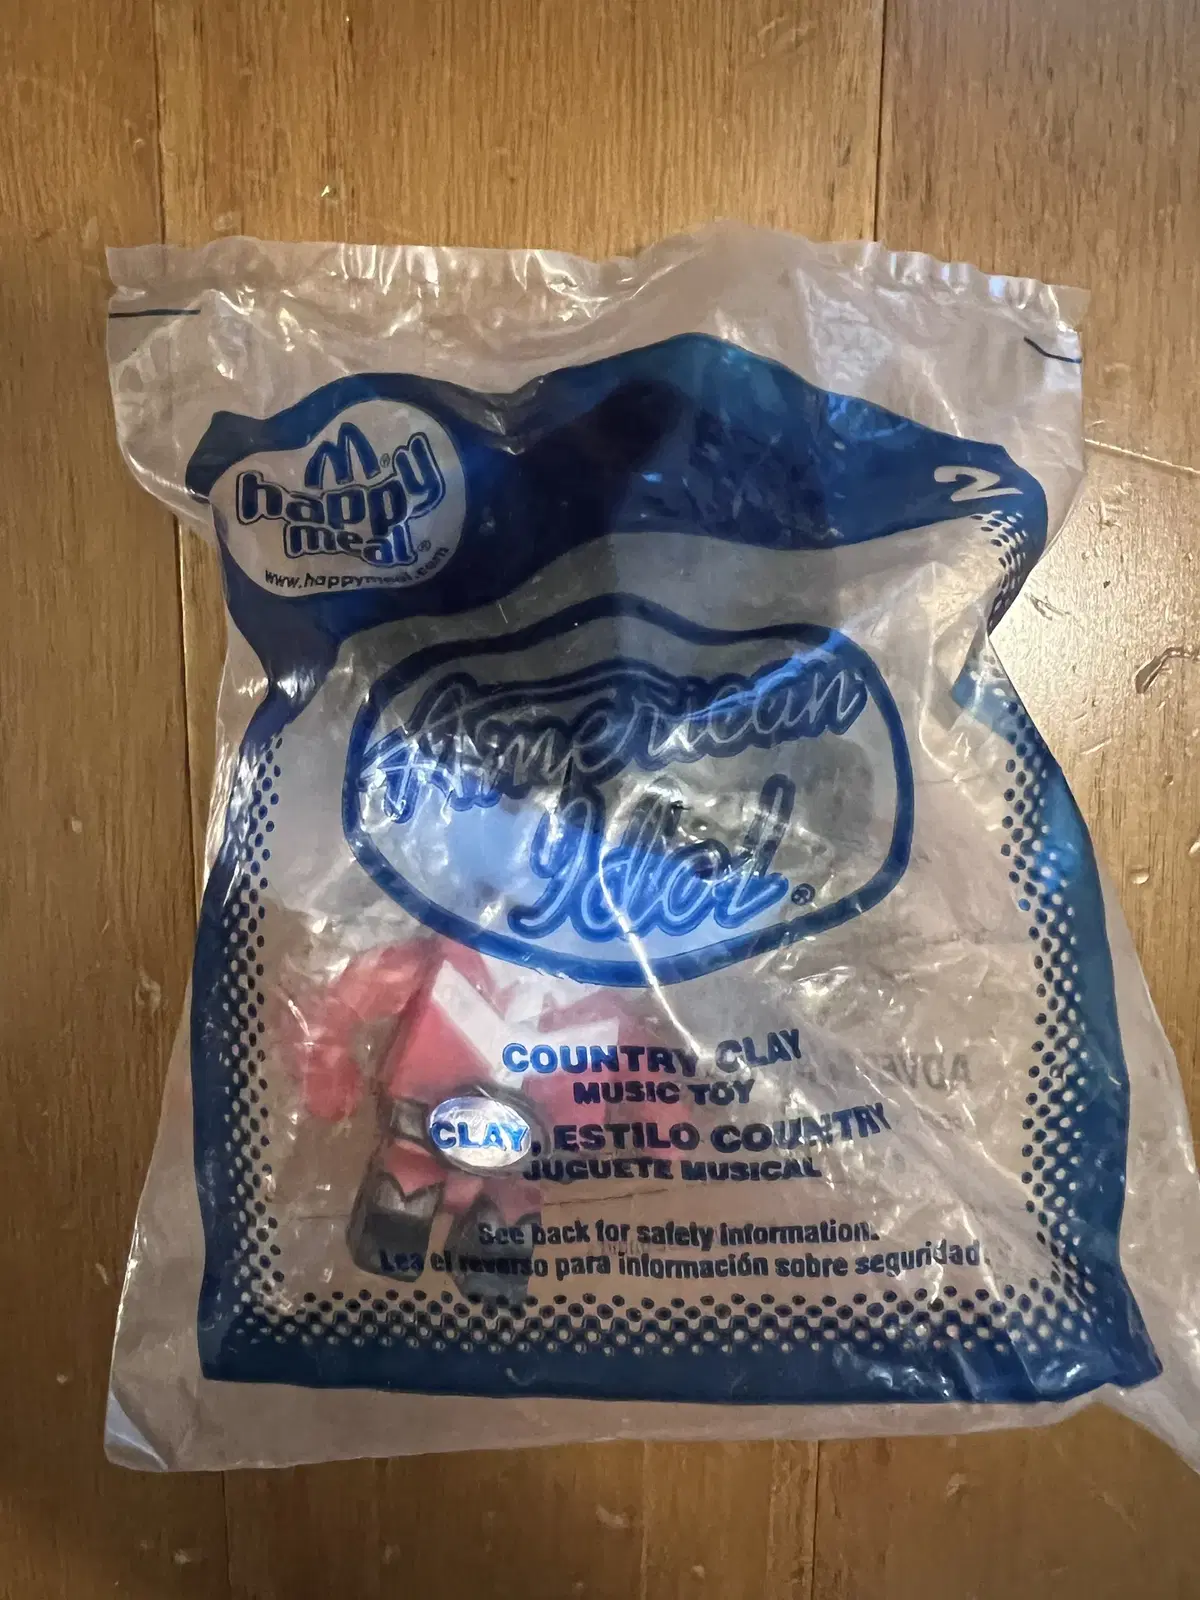 M®
happy
meal®
www.happymeal.com
2
American
Idol®
COUNTRY CLAY
MUSIC TOY
CLAY, ESTILO COUNTRY
JUGUETE MUSICAL
See back for safety information.
Lea el reverso para información sobre seguridad.